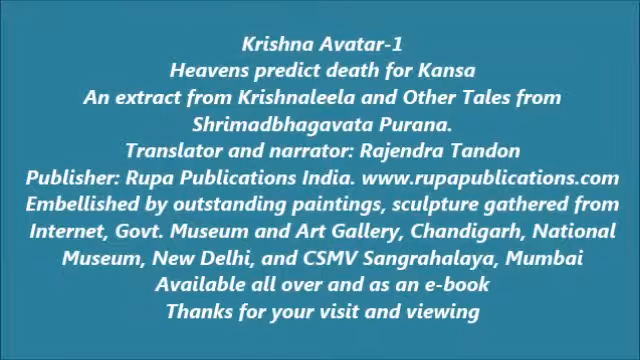 Krishna Avatar-1
Heavens predict death for Kansa
An extract from Krishnaleela and Other Tales from
Shrimadbhagavata Purana.
Translator and narrator: Rajendra Tandon
Publisher: Rupa Publications India. www.rupapublications.com
Embellished by outstanding paintings, sculpture gathered from
Internet, Govt. Museum and Art Gallery, Chandigarh, National
Museum, New Delhi, and CSMV Sangrahalaya, Mumbai
Available all over and as an e-book
Thanks for your visit and viewing